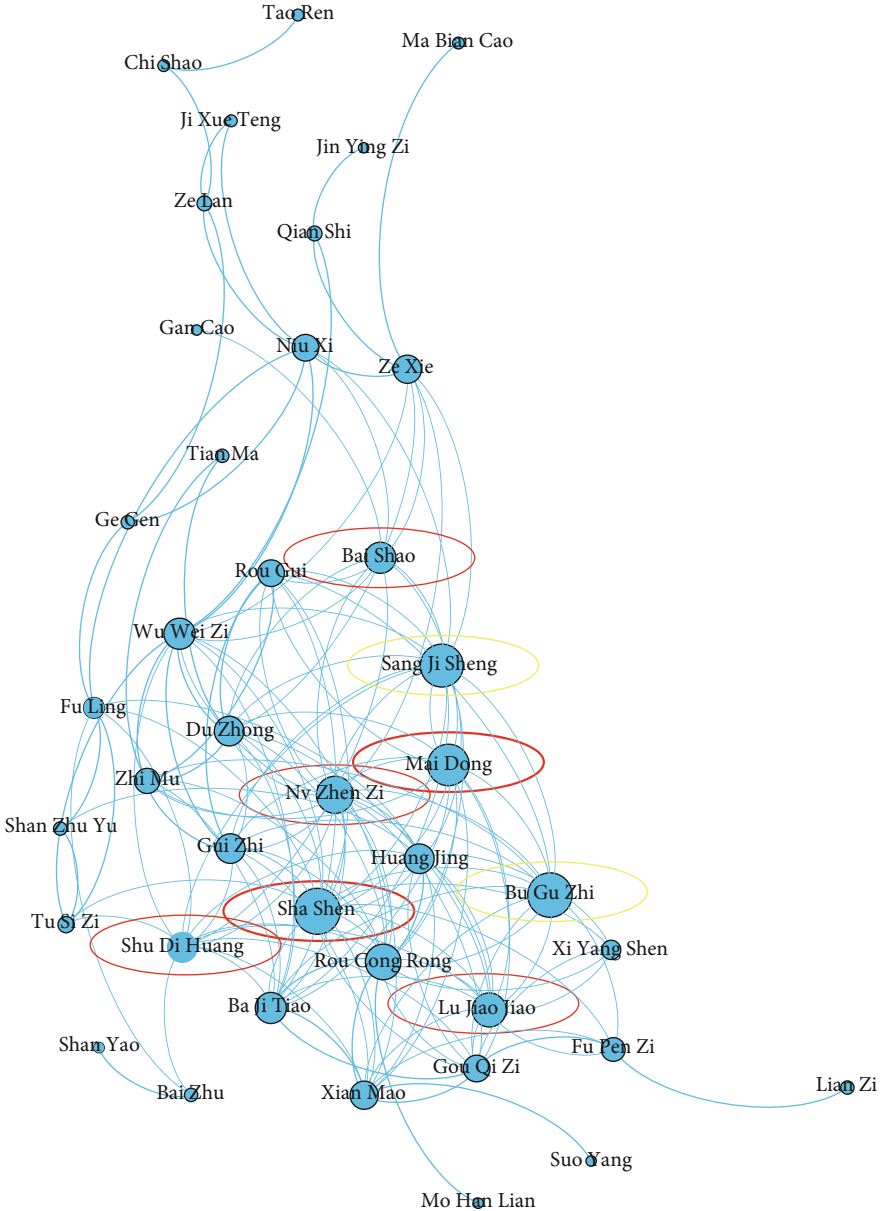 Tao Ren
Ma Bian Cao
Chi Shao
Ji Xue Teng
Jin Ying Zi
Ze Lan
Qian Shi
Gan Cao
Niu Xi
Ze Xie
Tian Ma
Ge Gen
Bai Shao
Rou Gui
Wu Wei Zi
Sang Ji Sheng
Fu Ling
Du Zhong
Mai Dong
Zhi Mu
Nv Zhen Zi
Shan Zhu Yu
Gui Zhi
Huang Jing
Bu Gu Zhi
Sha Shen
Tu Si Zi
Shu Di Huang
Xi Yang Shen
Rou Cong Rong
Ba Ji Tiao
Lu Jiao Jiao
Shan Yao
Fu Pen Zi
Gou Qi Zi
Lian Zi
Bai Zhu
Xian Mao
Suo Yang
Mo Han Lian